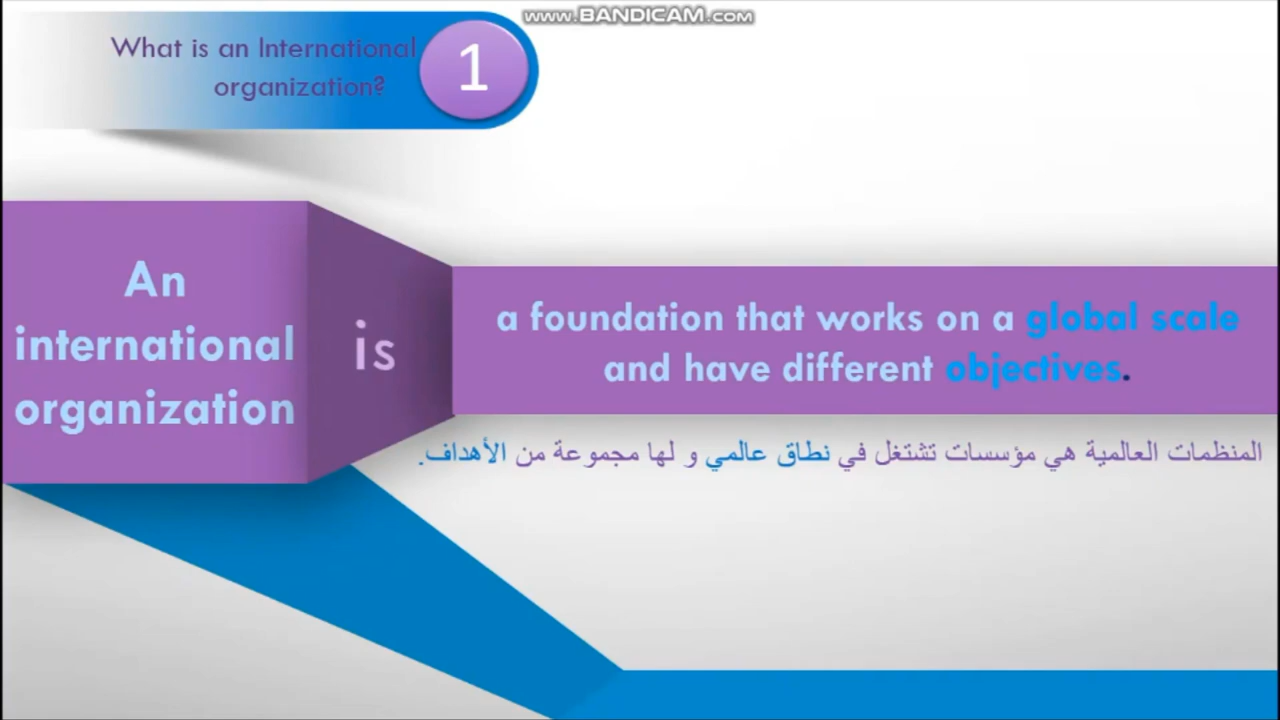 www.BANDICAM.com
What is an International
organization?
1
An
international
organization
is
a foundation that works on a global scale
and have different objectives.
المنظمات العالمية هي مؤسسات تشتغل في نطاق عالمي و لها مجموعة من الأهداف.